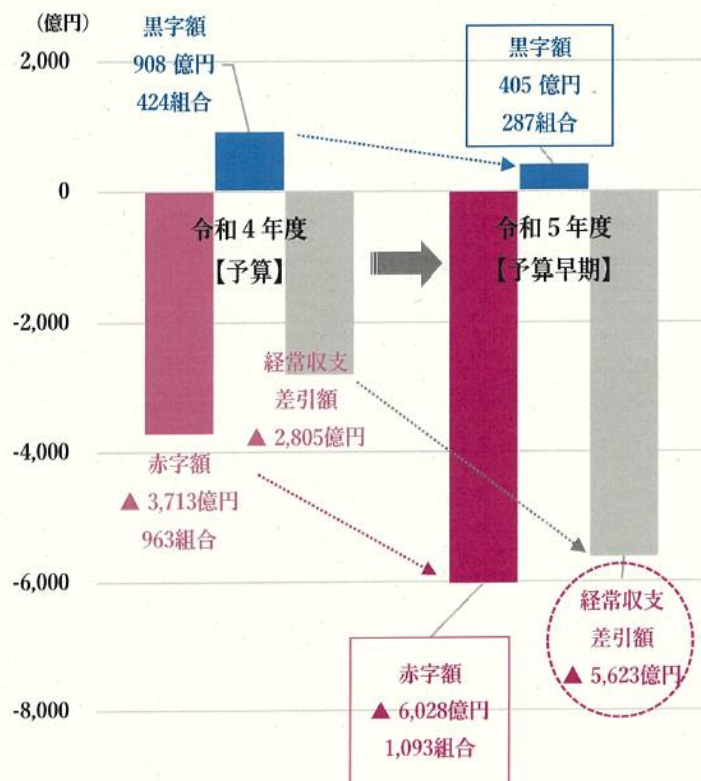 （億円）
2,000
0
-2,000
-4,000
-6,000
-8,000
黒字額
908 億円
424組合
令和４年度
【予算】
経常収支
差引額
▲ 2,805億円
赤字額
▲ 3,713億円
963組合
黒字額
405 億円
287組合
令和５年度
【予算早期】
経常収支
差引額
▲ 5,623億円
赤字額
▲ 6,028億円
1,093組合